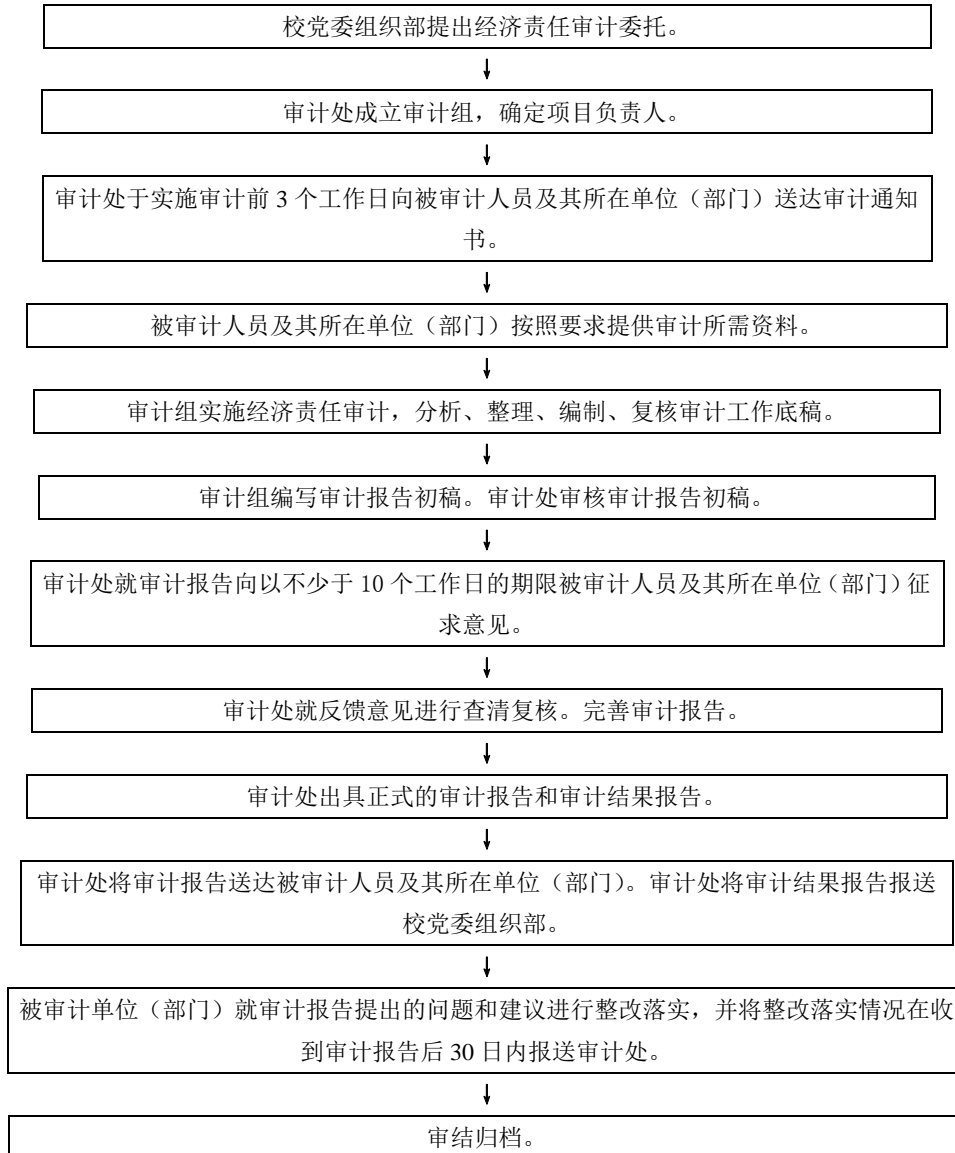 校党委组织部提出经济责任审计委托。
审计处成立审计组，确定项目负责人。
审计处于实施审计前 3 个工作日向被审计人员及其所在单位（部门）送达审计通知
书。
被审计人员及其所在单位（部门）按照要求提供审计所需资料。
审计组实施经济责任审计，分析、整理、编制、复核审计工作底稿。
审计组编写审计报告初稿。审计处审核审计报告初稿。
审计处就审计报告向以不少于 10 个工作日的期限被审计人员及其所在单位（部门）征
求意见。
审计处就反馈意见进行查清复核。完善审计报告。
审计处出具正式的审计报告和审计结果报告。
审计处将审计报告送达被审计人员及其所在单位（部门）。审计处将审计结果报告报送
校党委组织部。
被审计单位（部门）就审计报告提出的问题和建议进行整改落实，并将整改落实情况在收
到审计报告后 30 日内报送审计处。
审结归档。